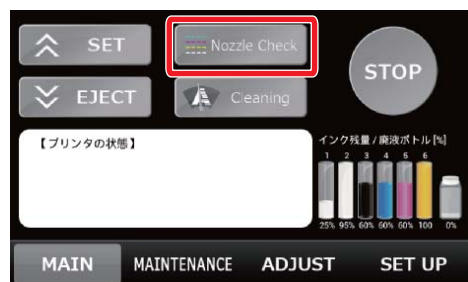 SET
Nozzle Check
STOP
EJECT
Cleaning
【プリンタの状態】
インク残量 / 廃液ボトル [%]
1 2 3 4 5 6
25% 95% 60% 60% 60% 100 0%
MAIN MAINTENANCE ADJUST SET UP